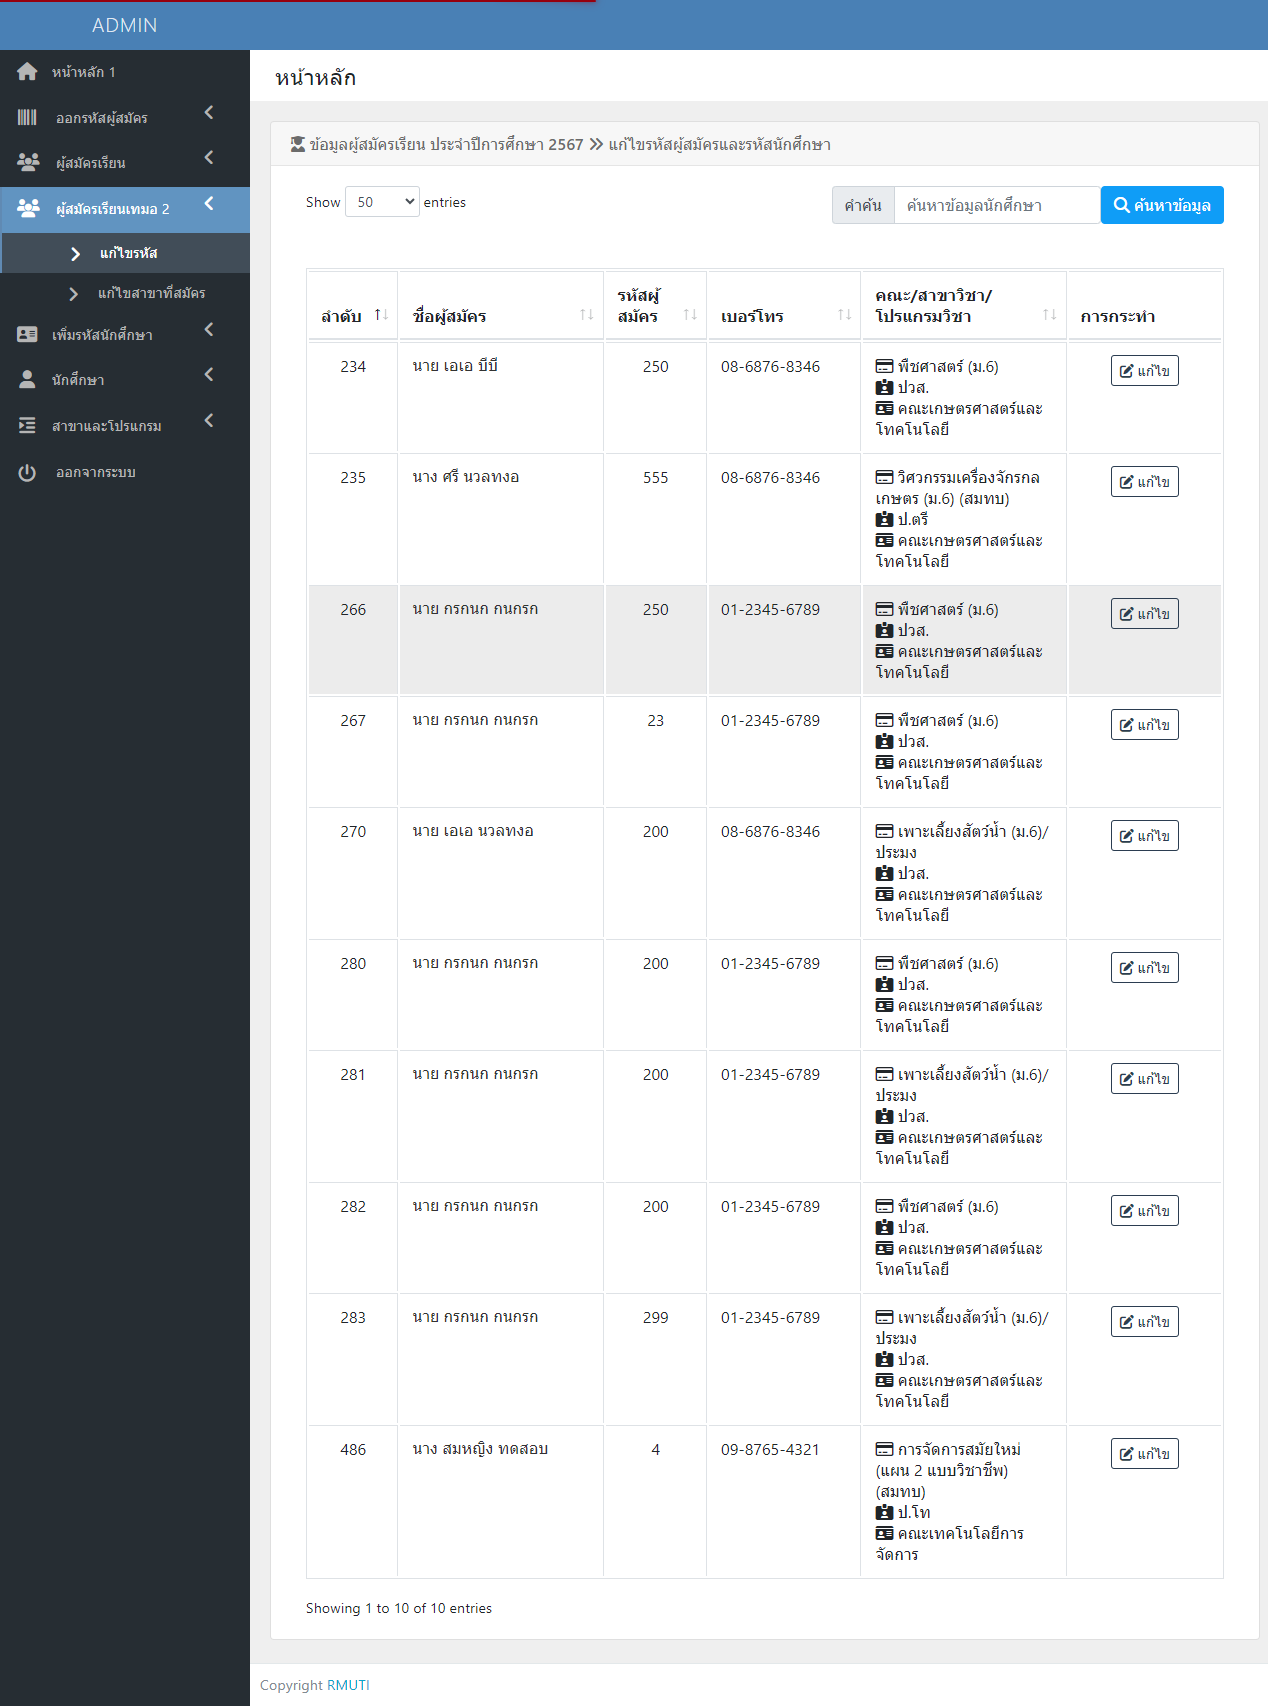 ADMIN
หน้าหลัก 1
ออกรหัสผู้สมัคร
ผู้สมัครเรียน
ผู้สมัครเรียนเทมอ 2
แก้ไขรหัส
แก้ไขสาขาที่สมัคร
เพิ่มรหัสนักศึกษา
นักศึกษา
สาขาและโปรแกรม
ออกจากระบบ
หน้าหลัก
ข้อมูลผู้สมัครเรียน ประจำปีการศึกษา 2567 » แก้ไขรหัสผู้สมัครและรหัสนักศึกษา
Show 50 entries
คำค้น ค้นหาข้อมูลนักศึกษา ค้นหาข้อมูล
ลำดับ ชื่อผู้สมัคร รหัสผู้สมัคร เบอร์โทร คณะ/สาขาวิชา/โปรแกรมวิชา การกระทำ
234 นาย เอเอ บีบี 250 08-6876-8346 พืชศาสตร์ (ม.6) แก้ไข
ปวส.
คณะเกษตรศาสตร์และ
โทคโนโลยี
235 นาง ศรี นวลทงอ 555 08-6876-8346 วิศวกรรมเครื่องจักรกล แก้ไข
เกษตร (ม.6) (สมทบ)
ป.ตรี
คณะเกษตรศาสตร์และ
โทคโนโลยี
266 นาย กรกนก กนกรก 250 01-2345-6789 พืชศาสตร์ (ม.6) แก้ไข
ปวส.
คณะเกษตรศาสตร์และ
โทคโนโลยี
267 นาย กรกนก กนกรก 23 01-2345-6789 พืชศาสตร์ (ม.6) แก้ไข
ปวส.
คณะเกษตรศาสตร์และ
โทคโนโลยี
270 นาย เอเอ นวลทงอ 200 08-6876-8346 เพาะเลี้ยงสัตว์น้ำ (ม.6)/ แก้ไข
ประมง
ปวส.
คณะเกษตรศาสตร์และ
โทคโนโลยี
280 นาย กรกนก กนกรก 200 01-2345-6789 พืชศาสตร์ (ม.6) แก้ไข
ปวส.
คณะเกษตรศาสตร์และ
โทคโนโลยี
281 นาย กรกนก กนกรก 200 01-2345-6789 เพาะเลี้ยงสัตว์น้ำ (ม.6)/ แก้ไข
ประมง
ปวส.
คณะเกษตรศาสตร์และ
โทคโนโลยี
282 นาย กรกนก กนกรก 200 01-2345-6789 พืชศาสตร์ (ม.6) แก้ไข
ปวส.
คณะเกษตรศาสตร์และ
โทคโนโลยี
283 นาย กรกนก กนกรก 299 01-2345-6789 เพาะเลี้ยงสัตว์น้ำ (ม.6)/ แก้ไข
ประมง
ปวส.
คณะเกษตรศาสตร์และ
โทคโนโลยี
486 นาง สมหญิง ทดสอบ 4 09-8765-4321 การจัดการสมัยใหม่ แก้ไข
(แผน 2 แบบวิชาชีพ)
(สมทบ)
ป.โท
คณะเทคโนโลยีการ
จัดการ
Showing 1 to 10 of 10 entries
Copyright RMUTI